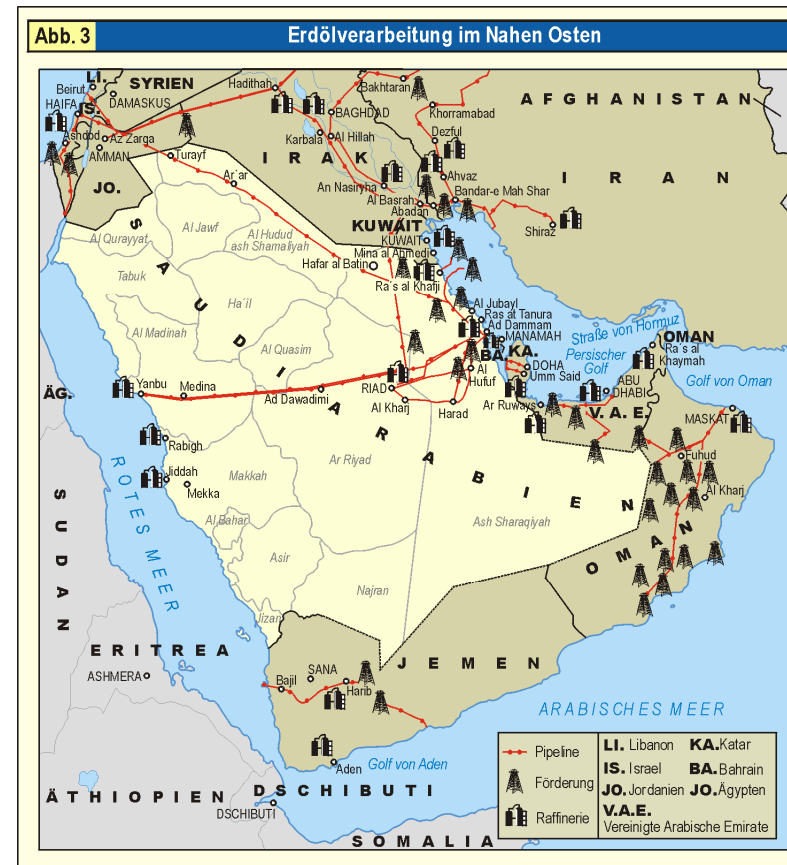 Abb. 3
Erdölverarbeitung im Nahen Osten
LI.
SYRIEN
Beirut
DAMASKUS
HAIFA
IS.
Ashdod
Az Zarqa
AMMAN
JO.
Hadithah
BAGHDAD
Karbala
Al Hillah
I R A K
An Nasiryha
Al Basrah
Abadan
Bakhtaran
Khorramabad
Dezful
Ahvaz
Bandar-e Mah Shar
Shiraz
AFGHANISTAN
I R A N
KUWAIT
KUWAIT
Mina al Ahmedi
Ra´s al Khafji
Turayf
Ar´ar
Al Qurayyat
Al Jawf
Al Hudud
ash Shamaliyah
Hafar al Batin
Tabuk
Ha´il
Al Madinah
Al Quasim
SAUDI ARABIEN
Al Jubayl
Ras at Tanura
Ad Dammam
MANAMAH
BA.
KA.
DOHA
Umm Said
Al
Hufuf
Straße von Hormuz
Persischer
Golf
OMAN
Ra´s al
Khaymah
Golf von Oman
ABU
DHABI
Ar Ruways
V.A.E.
MASKAT
ÄG.
Yanbu
Medina
Ad Dawadimi
RIAD
Al Kharj
Harad
Rabigh
Jiddah
Mekka
Makkah
Ar Riyad
Al Bahar
Asir
Najran
Jizan
Ash Sharaqiyah
Fuhud
Al Kharj
OMAN
ROTES MEER
SUDAN
ERITREA
ASHMERA
JEMEN
SANA
Bajil
Harib
Aden
Golf von Aden
ARABISCHES MEER
ÄTHIOPIEN
DSCHIBUTI
DSCHIBUTI
SOMALIA
Pipeline
Förderung
Raffinerie
LI. Libanon
KA. Katar
IS. Israel
BA. Bahrain
JO. Jordanien
JO. Ägypten
V.A.E.
Vereinigte Arabische Emirate